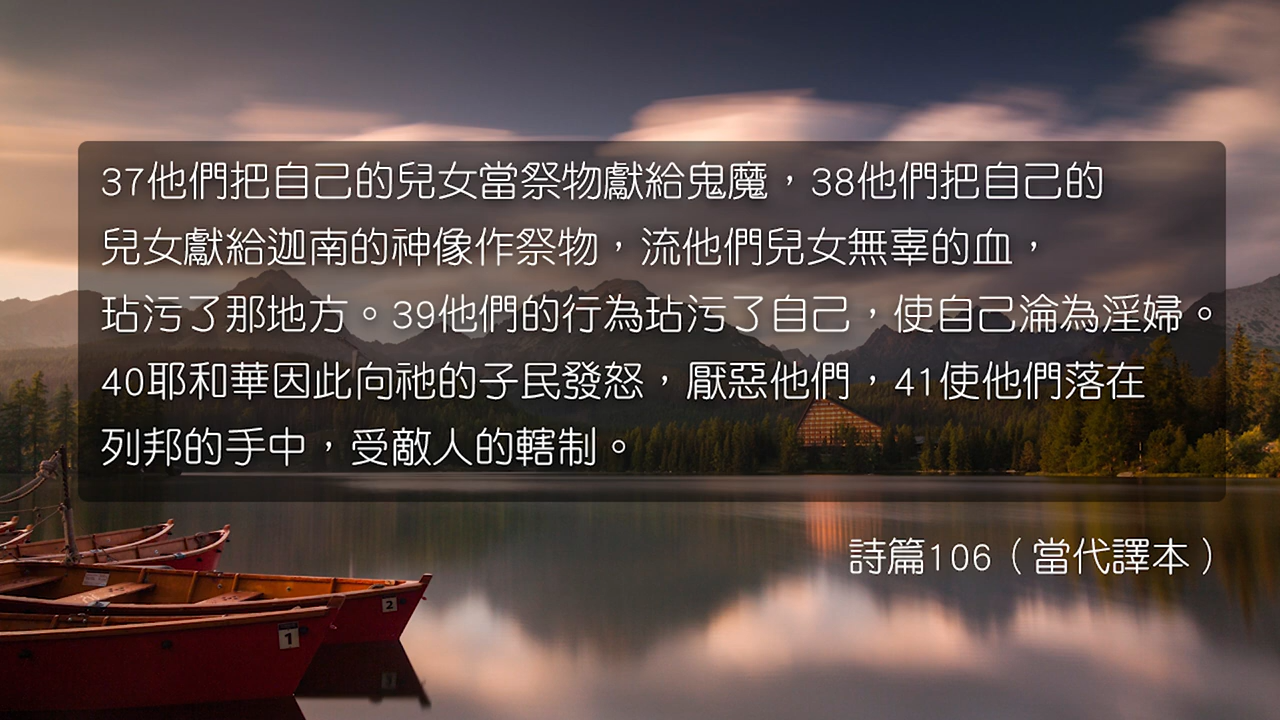 37他們把自己的兒女當祭物獻給鬼魔，38他們把自己的
兒女獻給迦南的神像作祭物，流他們兒女無辜的血，
玷污了那地方。39他們的行為玷污了自己，使自己淪為淫婦。
40耶和華因此向祂的子民發怒，厭惡他們，41使他們落在
列邦的手中，受敵人的轄制。
詩篇106（當代譯本）
2
1